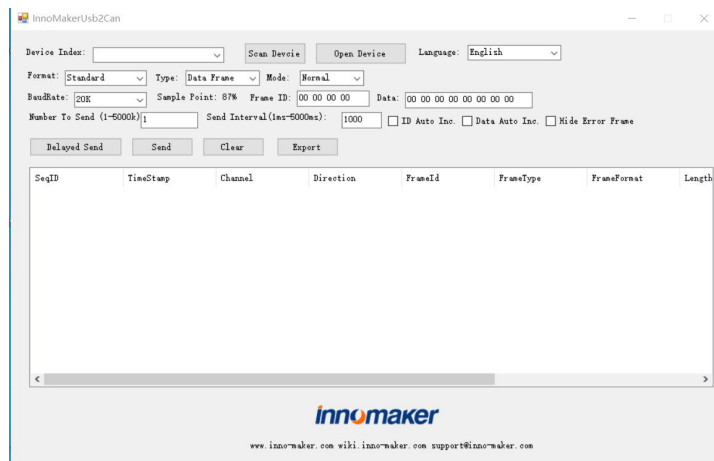 InnoMakerUsb2Can
Device Index: Scan Devcie Open Device Language: English
Format: Standard Type: Data Frame Mode: Normal
BaudRate: 20K Sample Point: 87% Frame ID: 00 00 00 00 Data: 00 00 00 00 00 00 00 00
Number To Send (1-5000k) 1 Send Interval(1ms-5000ms): 1000 ID Auto Inc. Data Auto Inc. Hide Error Frame
Delayed Send Send Clear Export
SeqID TimeStamp Channel Direction FrameId FrameType FrameFormat Length
innomaker
www.inno-maker.com wiki.inno-maker.com support@inno-maker.com